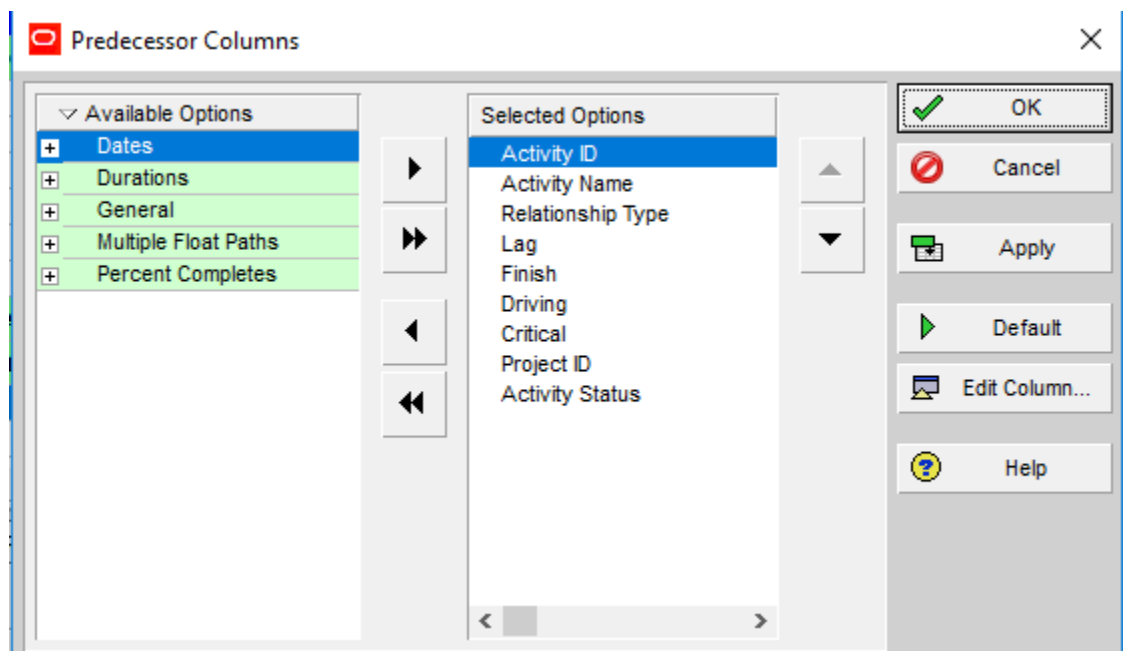 Predecessor Columns
Available Options
Dates
Durations
General
Multiple Float Paths
Percent Completes
Selected Options
Activity ID
Activity Name
Relationship Type
Lag
Finish
Driving
Critical
Project ID
Activity Status
OK
Cancel
Apply
Default
Edit Column...
Help